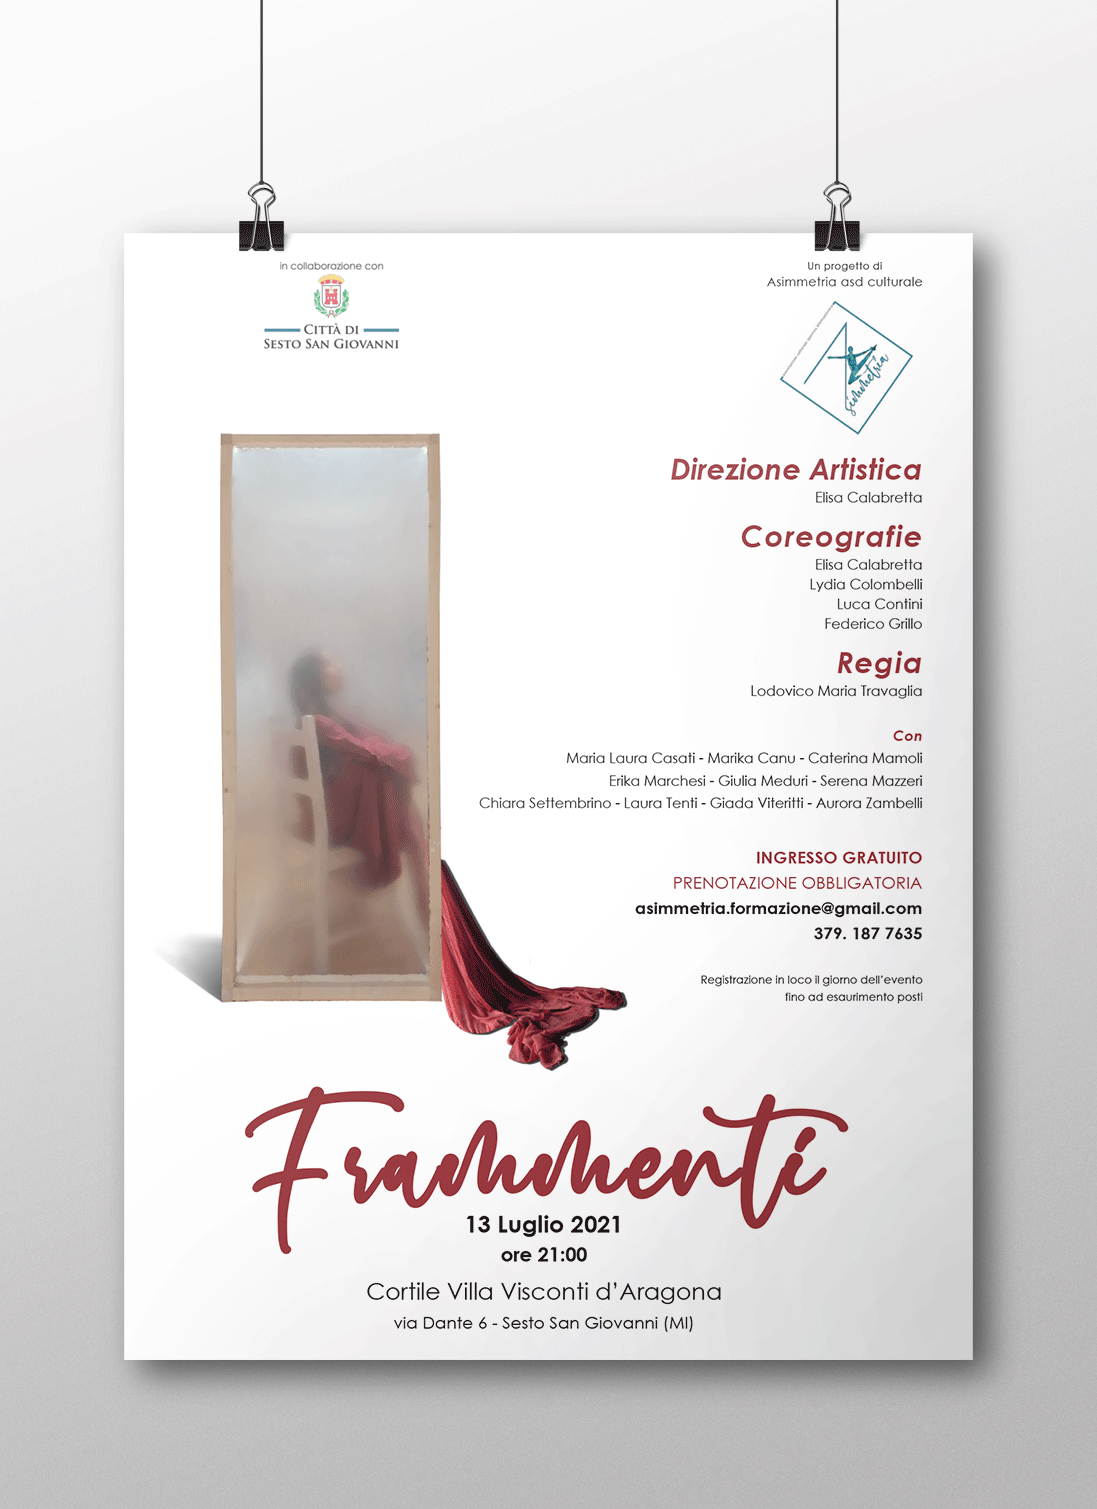 in collaborazione con
CITTÀ DI
SESTO SAN GIOVANNI
Un progetto di
Asimmetria asd culturale
Asimmetria
Direzione Artistica
Elisa Calabretta
Coreografie
Elisa Calabretta
Lydia Colombelli
Luca Contini
Federico Grillo
Regia
Lodovico Maria Travaglia
Con
Maria Laura Casati - Marika Canu - Caterina Mamoli
Erika Marchesi - Giulia Meduri - Serena Mazzeri
Chiara Settembrino - Laura Tenti - Giada Viteritti - Aurora Zambelli
INGRESSO GRATUITO
PRENOTAZIONE OBBLIGATORIA
asimmetria.formazione@gmail.com
379. 187 7635
Registrazione in loco il giorno dell'evento
fino ad esaurimento posti
Frammenti
13 Luglio 2021
ore 21:00
Cortile Villa Visconti d'Aragona
via Dante 6 - Sesto San Giovanni (MI)